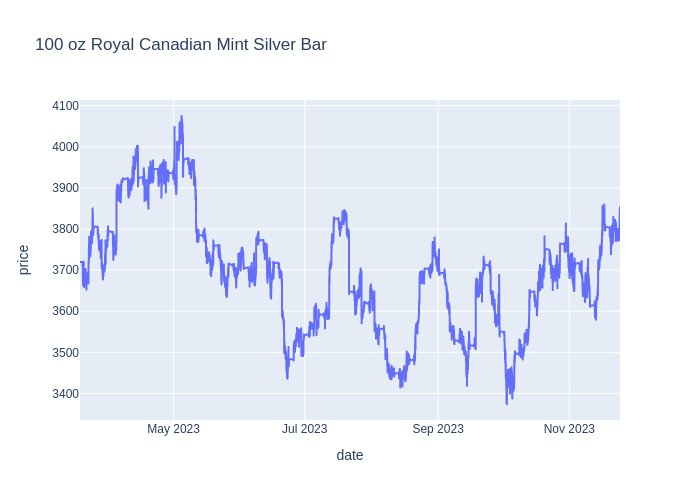 100 oz Royal Canadian Mint Silver Bar
4100
4000
3900
3800
3700
3600
3500
3400
price
May 2023
Jul 2023
Sep 2023
Nov 2023
date